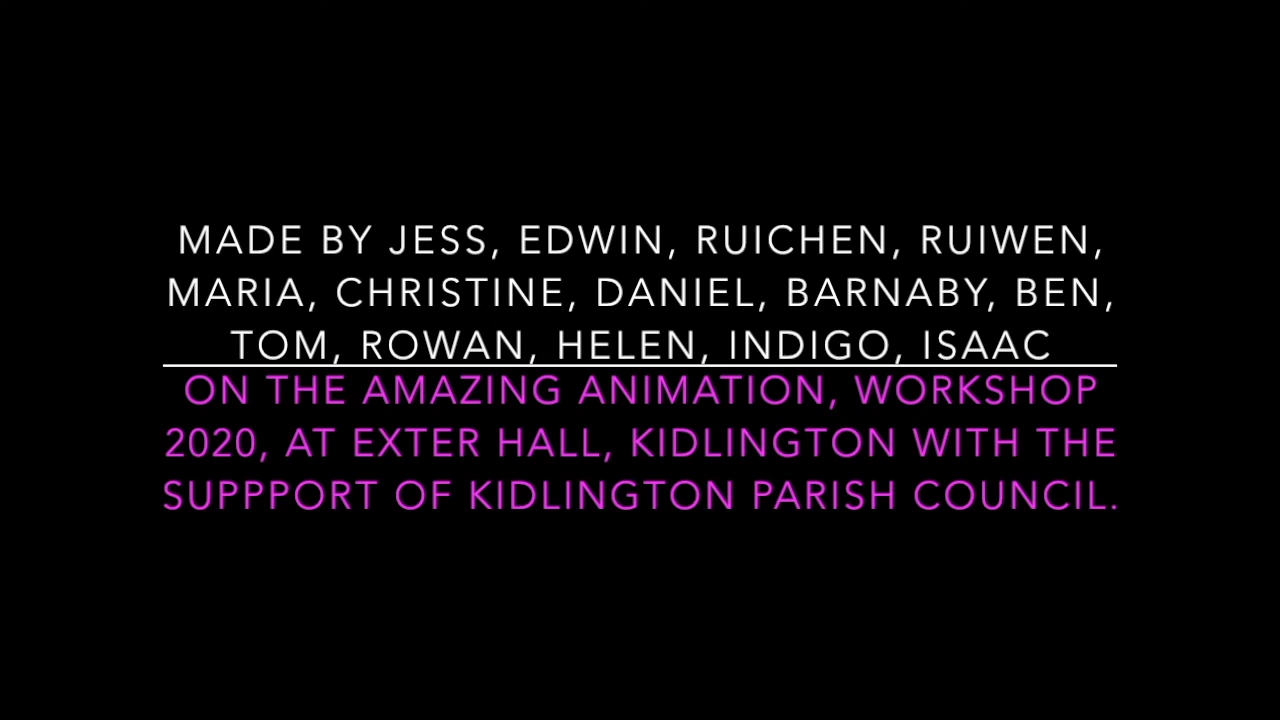 MADE BY JESS, EDWIN, RUICHEN, RUIWEN,
MARIA, CHRISTINE, DANIEL, BARNABY, BEN,
TOM, ROWAN, HELEN, INDIGO, ISAAC
ON THE AMAZING ANIMATION, WORKSHOP
2020, AT EXTER HALL, KIDLINGTON WITH THE
SUPPPORT OF KIDLINGTON PARISH COUNCIL.